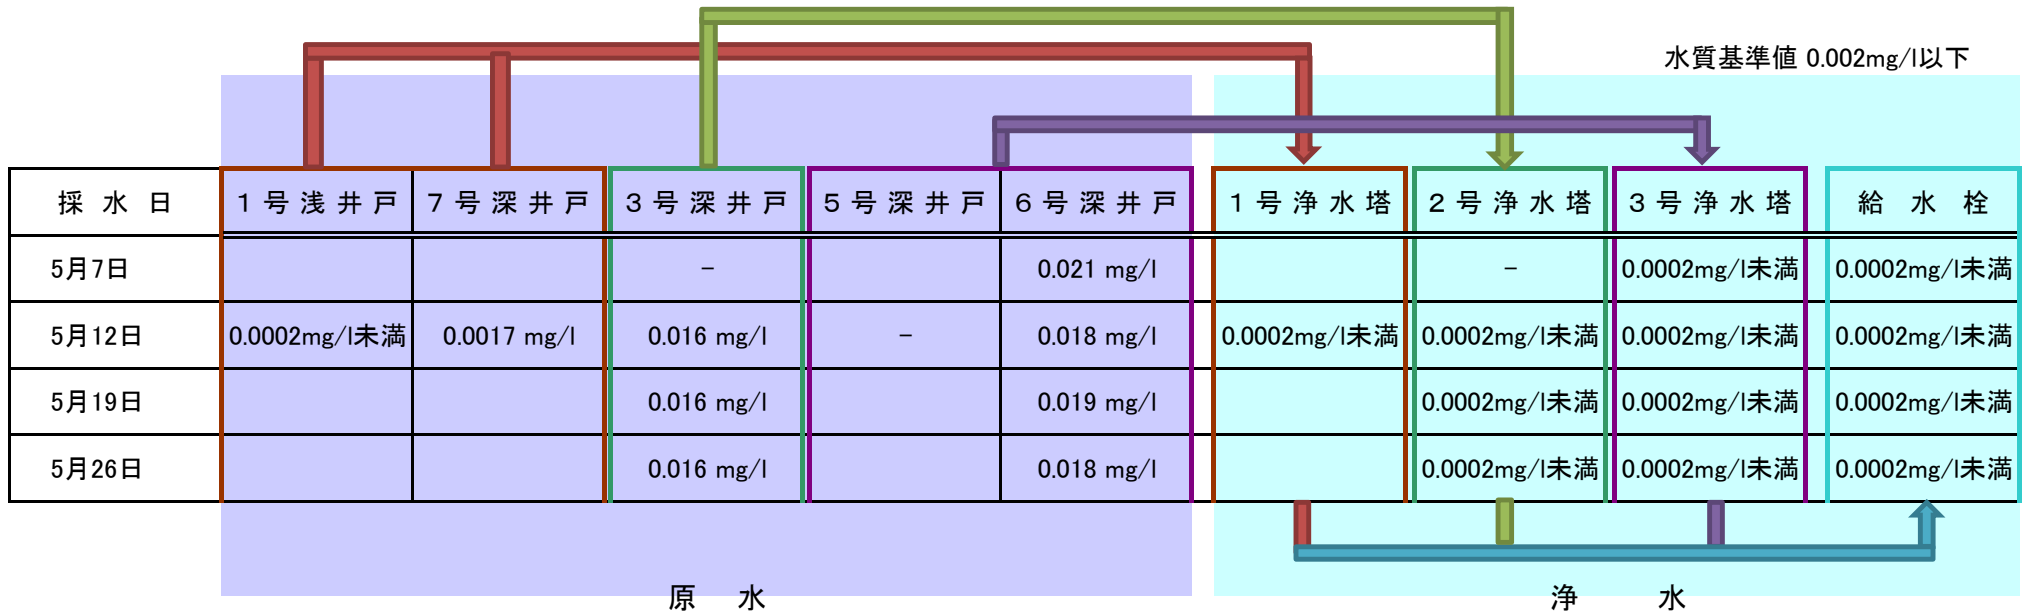 水質基準値 0.002mg/l以下
採水日 1号浅井戸 7号深井戸 3号深井戸 5号深井戸 6号深井戸 1号浄水塔 2号浄水塔 3号浄水塔 給水栓
5月7日 − 0.021 mg/l − 0.0002mg/l未満 0.0002mg/l未満
5月12日 0.0002mg/l未満 0.0017 mg/l 0.016 mg/l − 0.018 mg/l 0.0002mg/l未満 0.0002mg/l未満 0.0002mg/l未満 0.0002mg/l未満
5月19日 0.016 mg/l 0.019 mg/l 0.0002mg/l未満 0.0002mg/l未満 0.0002mg/l未満
5月26日 0.016 mg/l 0.018 mg/l 0.0002mg/l未満 0.0002mg/l未満 0.0002mg/l未満
原水 浄水